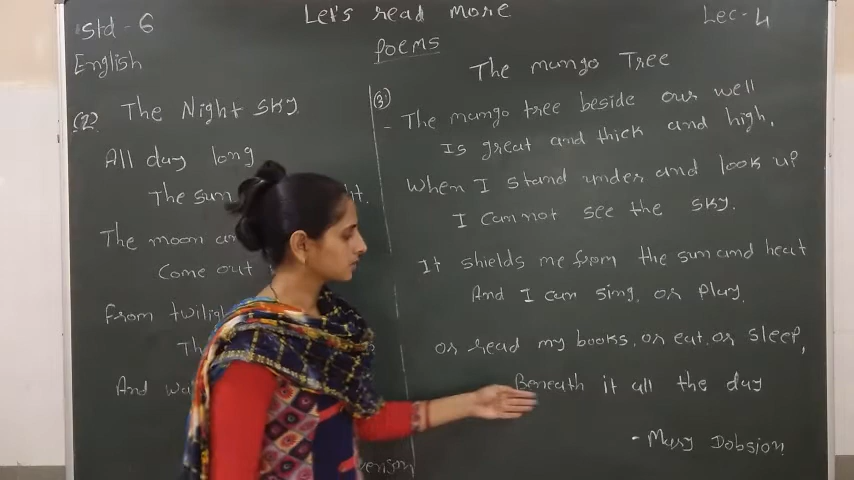 Std - 6
Let's read more
Lec - 4
English
poems
(2) The Night sky
All day long
The sun
The moon
Come out
From
And
(3) The mango Tree
- The mango tree beside our well
Is great and thick and high,
When I stand under and look up
I can not see the sky.
It shields me from the sun and heat
And I can sing, or play,
or read my books, or eat, or sleep,
Beneath it all the day
- Mary Dobsion